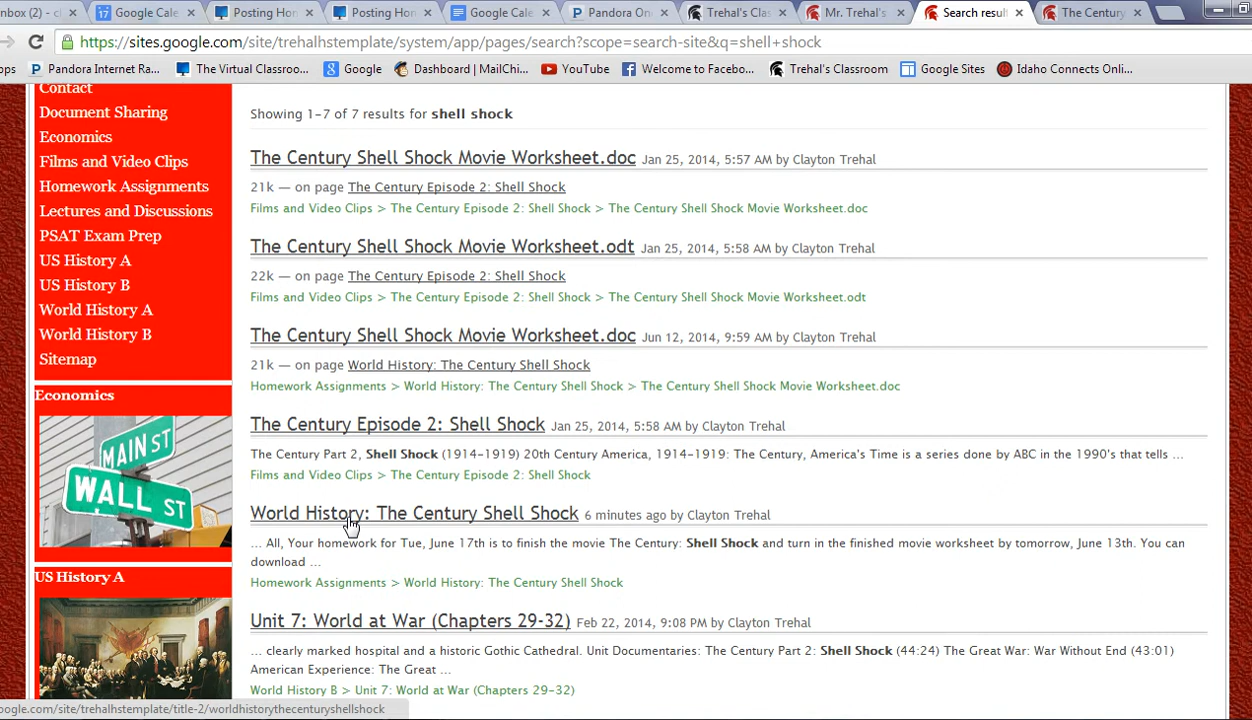 nbox (2) - cl
Google Cale
Posting Hom
Posting Hom
Google Cale
Pandora On
Trehal's Clas
Mr. Trehal's
Search resul
The Century
https://sites.google.com/site/trehalhstemplate/system/app/pages/search?scope=search-site&q=shell+shock
pps
Pandora Internet Ra...
The Virtual Classroo...
Google
Dashboard | MailChi...
YouTube
Welcome to Facebo...
Trehal's Classroom
Google Sites
Idaho Connects Onli...
Contact
Document Sharing
Economics
Films and Video Clips
Homework Assignments
Lectures and Discussions
PSAT Exam Prep
US History A
US History B
World History A
World History B
Sitemap
Economics
MAIN ST
WALL ST
US History A
Showing 1-7 of 7 results for shell shock
The Century Shell Shock Movie Worksheet.doc Jan 25, 2014, 5:57 AM by Clayton Trehal
21k — on page The Century Episode 2: Shell Shock
Films and Video Clips > The Century Episode 2: Shell Shock > The Century Shell Shock Movie Worksheet.doc
The Century Shell Shock Movie Worksheet.odt Jan 25, 2014, 5:58 AM by Clayton Trehal
22k — on page The Century Episode 2: Shell Shock
Films and Video Clips > The Century Episode 2: Shell Shock > The Century Shell Shock Movie Worksheet.odt
The Century Shell Shock Movie Worksheet.doc Jun 12, 2014, 9:59 AM by Clayton Trehal
21k — on page World History: The Century Shell Shock
Homework Assignments > World History: The Century Shell Shock > The Century Shell Shock Movie Worksheet.doc
The Century Episode 2: Shell Shock Jan 25, 2014, 5:58 AM by Clayton Trehal
The Century Part 2, Shell Shock (1914-1919) 20th Century America, 1914-1919: The Century, America's Time is a series done by ABC in the 1990's that tells ...
Films and Video Clips > The Century Episode 2: Shell Shock
World History: The Century Shell Shock 6 minutes ago by Clayton Trehal
... All, Your homework for Tue, June 17th is to finish the movie The Century: Shell Shock and turn in the finished movie worksheet by tomorrow, June 13th. You can
download ...
Homework Assignments > World History: The Century Shell Shock
Unit 7: World at War (Chapters 29-32) Feb 22, 2014, 9:08 PM by Clayton Trehal
... clearly marked hospital and a historic Gothic Cathedral. Unit Documentaries: The Century Part 2: Shell Shock (44:24) The Great War: War Without End (43:01)
American Experience: The Great ...
World History B > Unit 7: World at War (Chapters 29-32)
oogle.com/site/trehalhstemplate/title-2/worldhistorythecenturyshellshock